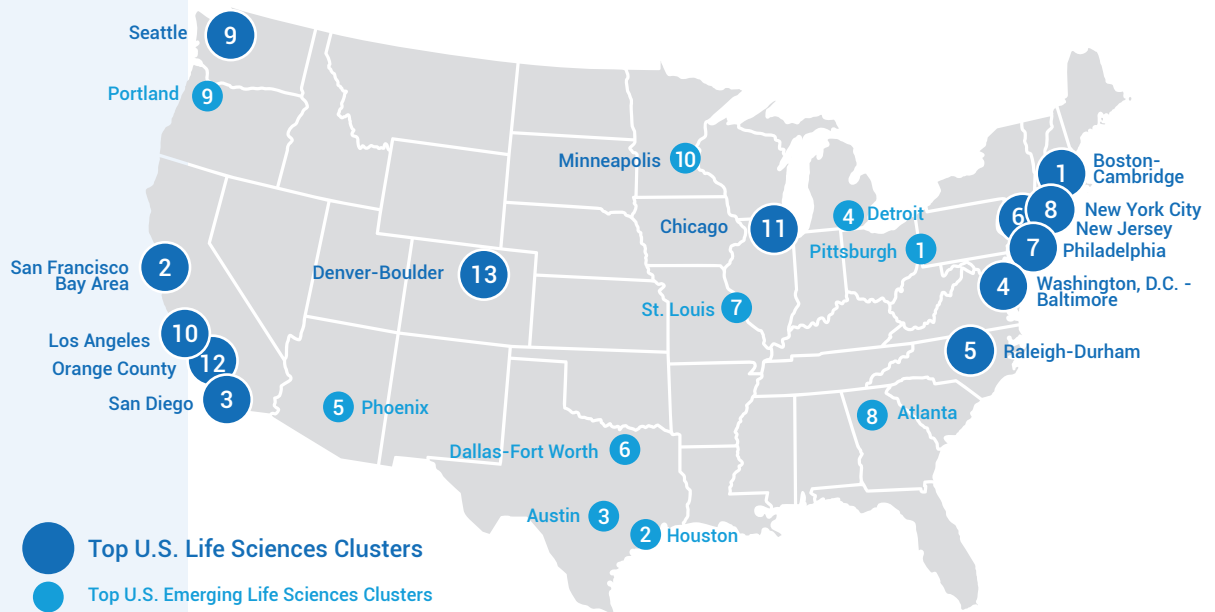 Seattle
9
Portland
9
Minneapolis
10
1
Boston-
Cambridge
Chicago
11
4
Detroit
6
8
New York City
New Jersey
Pittsburgh
1
7
Philadelphia
San Francisco
Bay Area
2
Denver-Boulder
13
4
Washington, D.C. -
Baltimore
St. Louis
7
Los Angeles
10
Orange County
12
5
Raleigh-Durham
San Diego
3
5
Phoenix
8
Atlanta
Dallas-Fort Worth
6
Austin
3
2
Houston
Top U.S. Life Sciences Clusters
Top U.S. Emerging Life Sciences Clusters